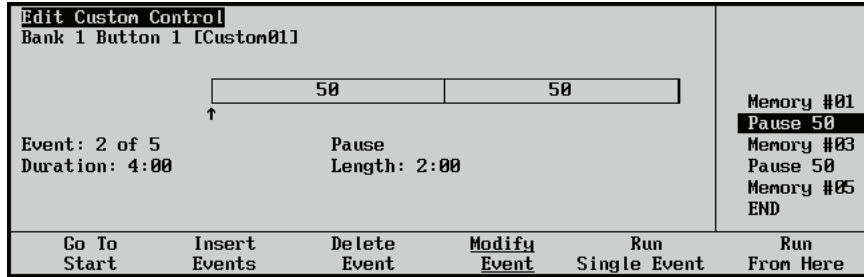 Edit Custom Control
Bank 1 Button 1 [Custom01]
50 50
Event: 2 of 5 Pause
Duration: 4:00 Length: 2:00
Memory #01
Pause 50
Memory #03
Pause 50
Memory #05
END
Go To Start
Insert Events
Delete Event
Modify Event
Run Single Event
Run From Here